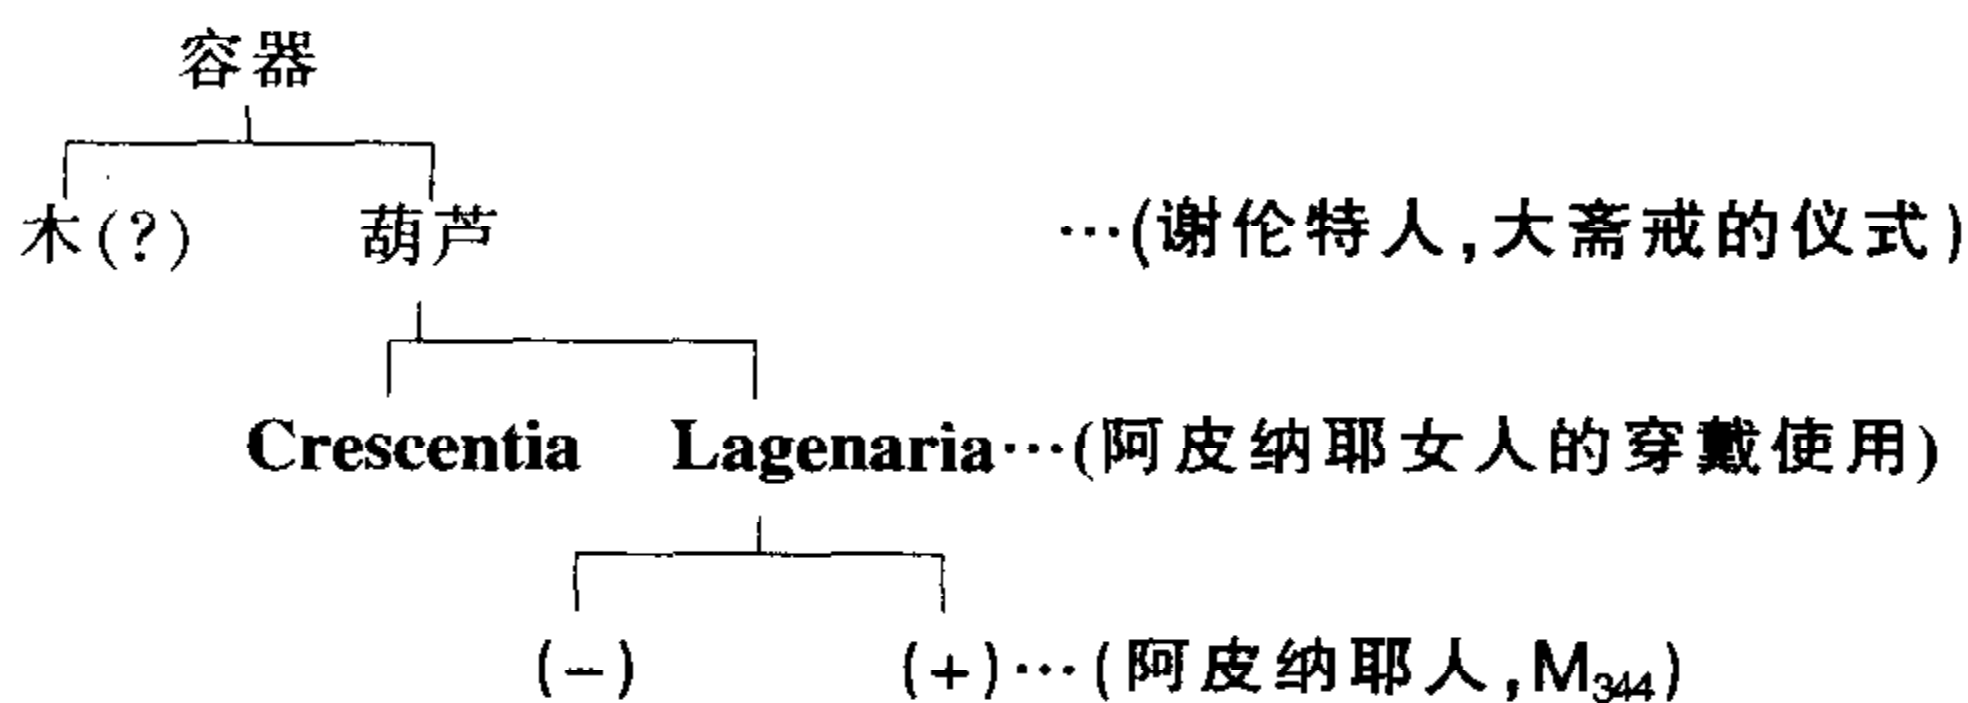 容器
木(?) 葫芦 …(谢伦特人,大斋戒的仪式)
Crescentia Lagenaria…(阿皮纳耶女人的穿戴使用)
(−) (+)…(阿皮纳耶人,M₃₄₄)